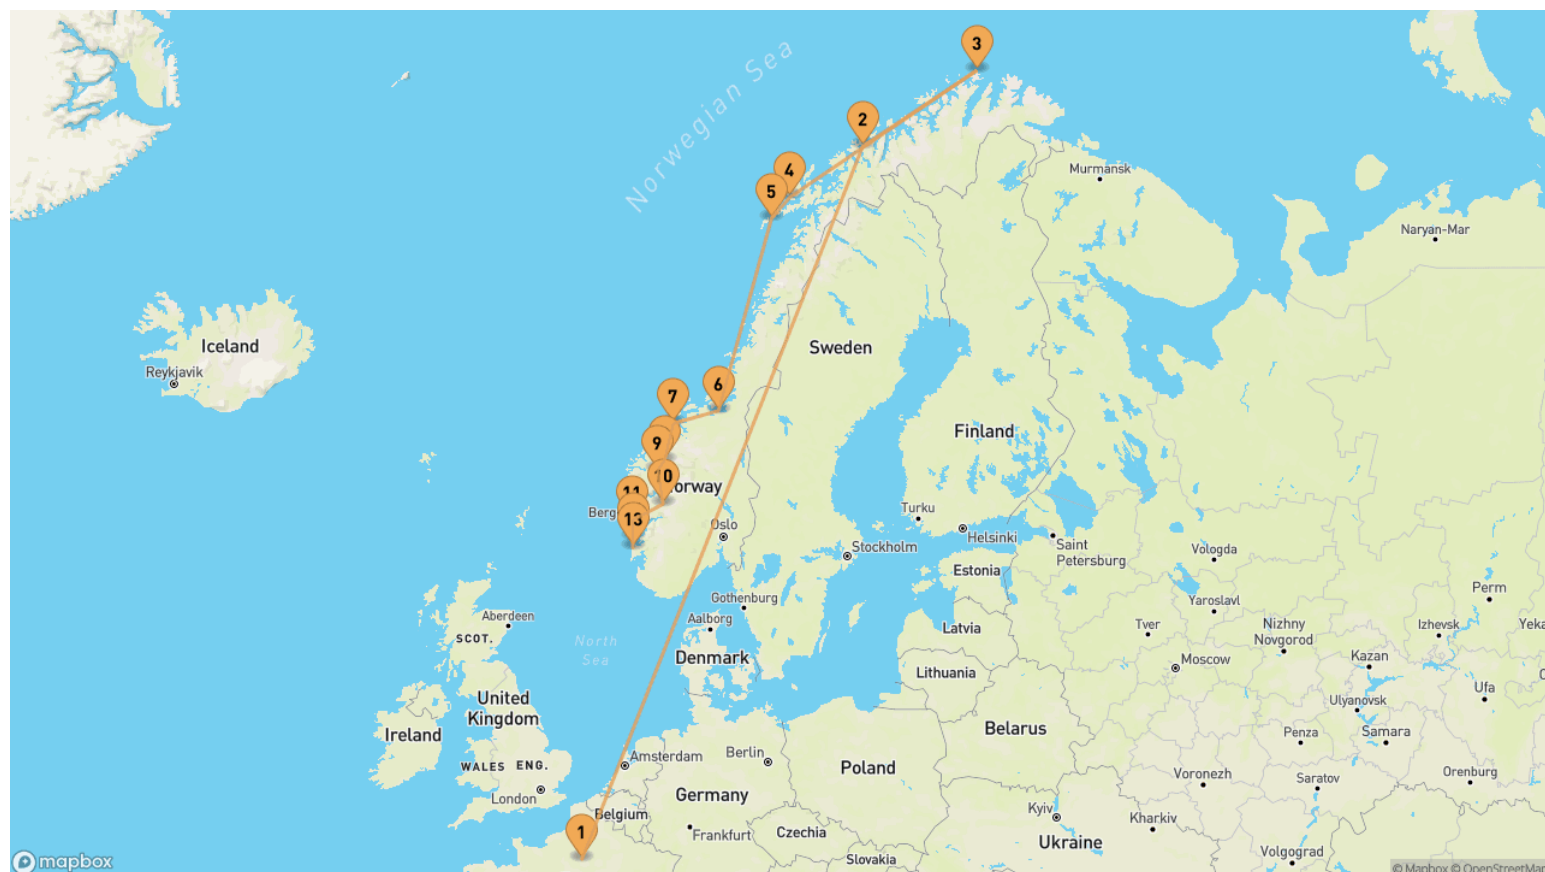 3
2
Norwegian Sea
4
5
Murmansk
Naryan-Mar
Iceland
Reykjavik
Sweden
6
7
Finland
9
10
Norway
11
13
Oslo
Turku
Helsinki
Stockholm
Saint
Petersburg
Vologda
Estonia
Perm
Gothenburg
Aalborg
Yaroslavl
Aberdeen
SCOT.
Latvia
Tver
Nizhny
Novgorod
Izhevsk
North
Sea
Denmark
Moscow
Kazan
Lithuania
Ufa
United
Kingdom
Ulyanovsk
Ireland
Belarus
Penza
Samara
Amsterdam
Berlin
WALES
ENG.
Poland
London
Germany
Voronezh
Saratov
Orenburg
Belgium
Kyiv
Kharkiv
1
Frankfurt
Czechia
Ukraine
Slovakia
Volgograd
mapbox
© Mapbox © OpenStreetMap